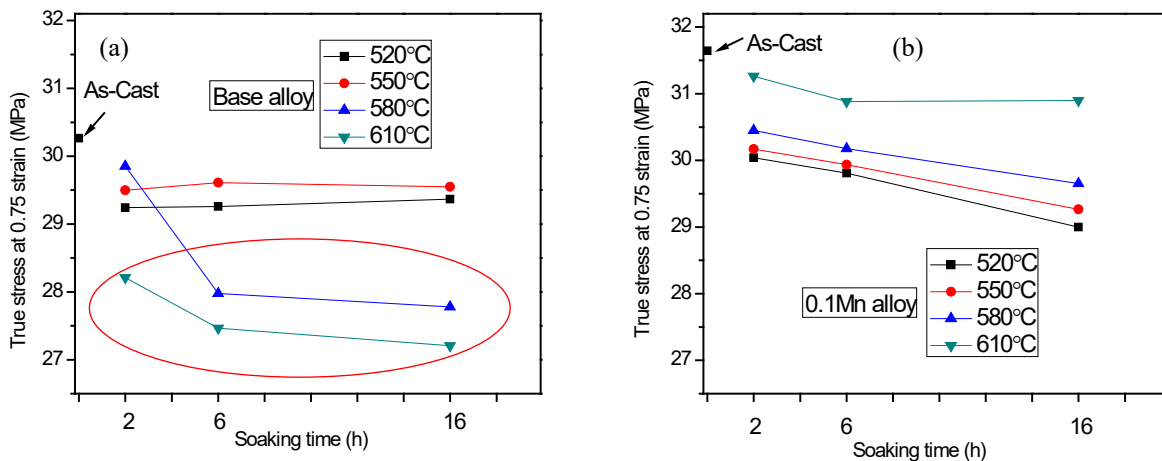 (a)
As-Cast
Base alloy
520°C
550°C
580°C
610°C
True stress at 0.75 strain (MPa)
32
31
30
29
28
27
2
6
16
Soaking time (h)
(b)
As-Cast
0.1Mn alloy
520°C
550°C
580°C
610°C
True stress at 0.75 strain (MPa)
32
31
30
29
28
27
2
6
16
Soaking time (h)